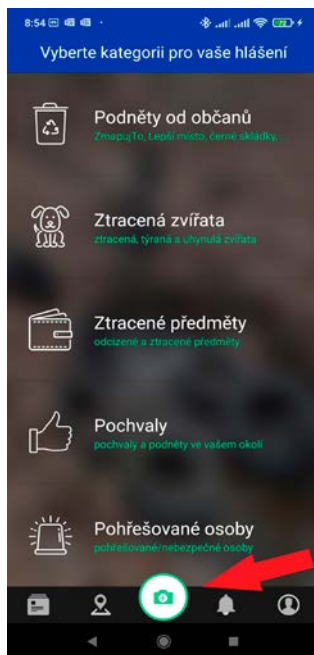 8:54
Vyberte kategorii pro vaše hlášení
Podněty od občanů
ZmapujTo, Lepší místo, černé skládky, ...
Ztracená zvířata
ztracená, týraná a uhynulá zvířata
Ztracené předměty
odcizené a ztracené předměty
Pochvaly
pochvaly a podněty ve vašem okolí
Pohřešované osoby
pohřešované/nebezpečné osoby